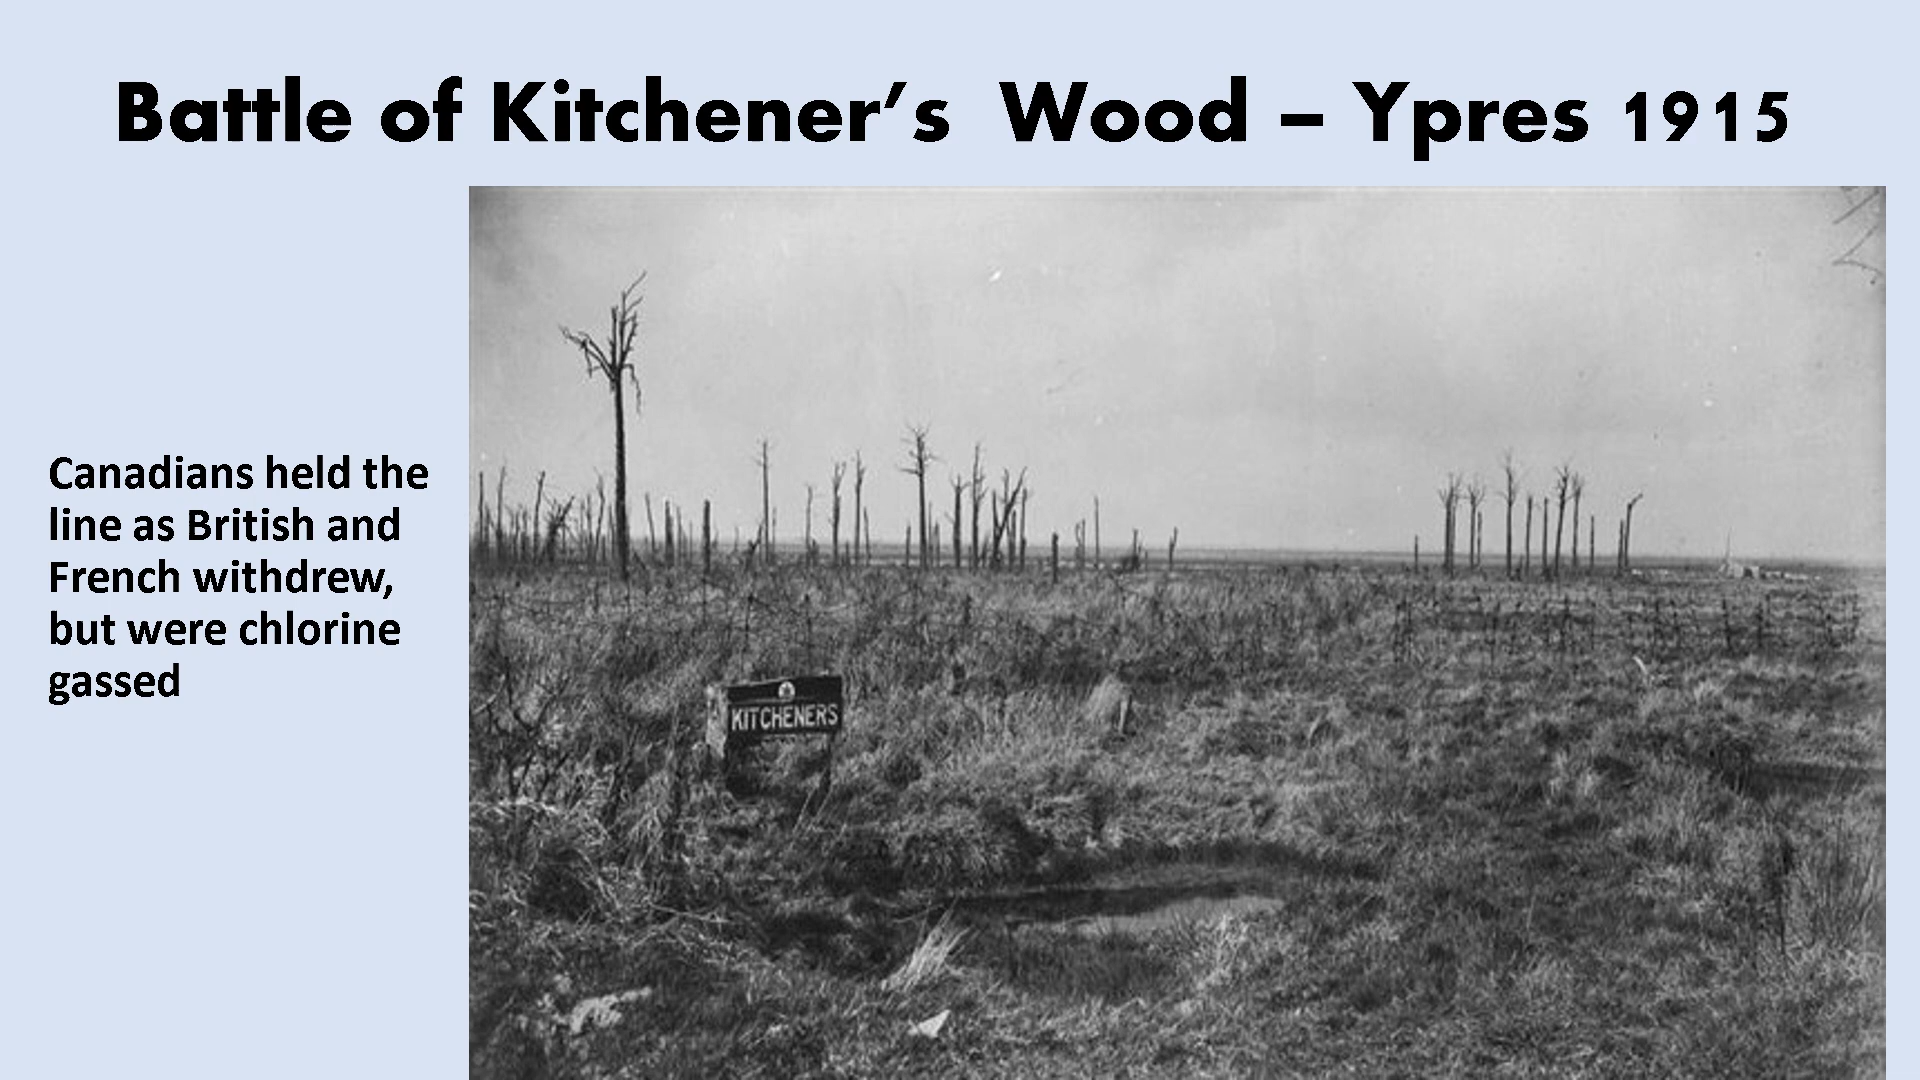 Battle of Kitchener’s  Wood – Ypres 1915
Canadians held the
line as British and
French withdrew,
but were chlorine
gassed
KITCHENERS